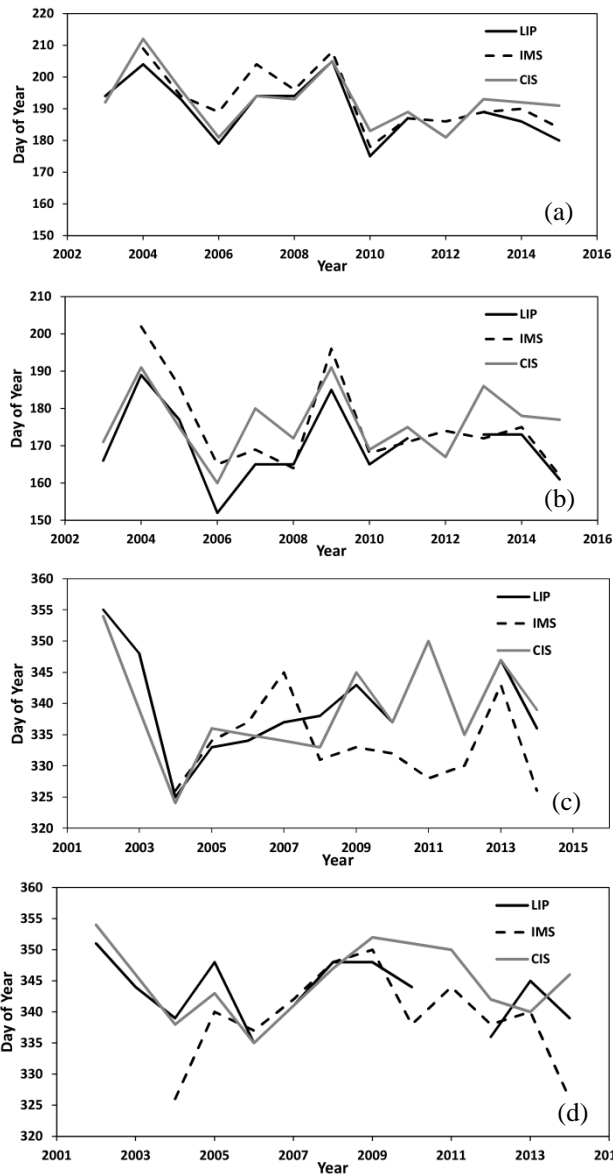 220
210
200
190
180
170
160
150
Day of Year
LIP
IMS
CIS
(a)
2002 2004 2006 2008 2010 2012 2014 2016
Year
210
200
190
180
170
160
150
Day of Year
LIP
IMS
CIS
(b)
2002 2004 2006 2008 2010 2012 2014 2016
Year
360
355
350
345
340
335
330
325
320
Day of Year
LIP
IMS
CIS
(c)
2001 2003 2005 2007 2009 2011 2013 2015
Year
360
355
350
345
340
335
330
325
320
Day of Year
LIP
IMS
CIS
(d)
2001 2003 2005 2007 2009 2011 2013 201
Year